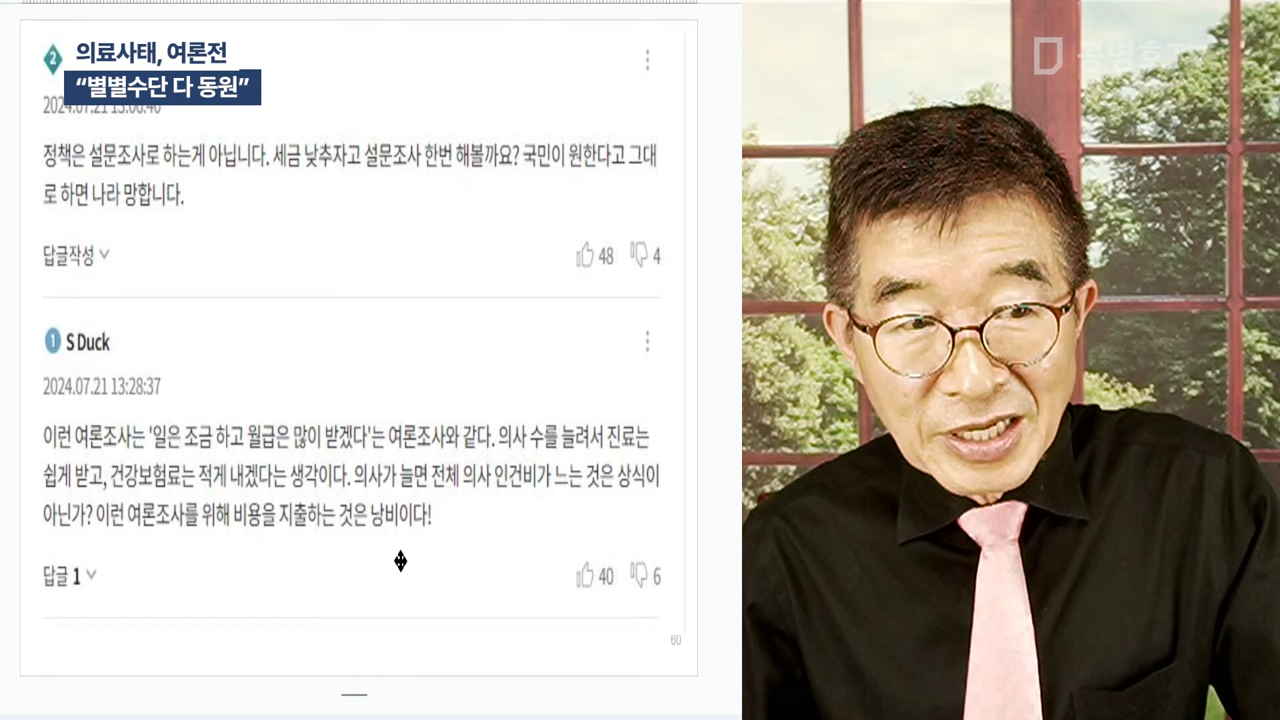 의료사태, 여론전
“별별수단 다 동원”
2
2024.07.21 13:06:46
정책은 설문조사로 하는게 아닙니다. 세금 낮추자고 설문조사 한번 해볼까요? 국민이 원한다고 그대
로 하면 나라 망합니다.
답글작성
48 4
1 S Duck
2024.07.21 13:28:37
이런 여론조사는 '일은 조금 하고 월급은 많이 받겠다'는 여론조사와 같다. 의사 수를 늘려서 진료는
쉽게 받고, 건강보험료는 적게 내겠다는 생각이다. 의사가 늘면 전체 의사 인건비가 느는 것은 상식이
아닌가? 이런 여론조사를 위해 비용을 지출하는 것은 낭비이다!
답글 1
40 6
60